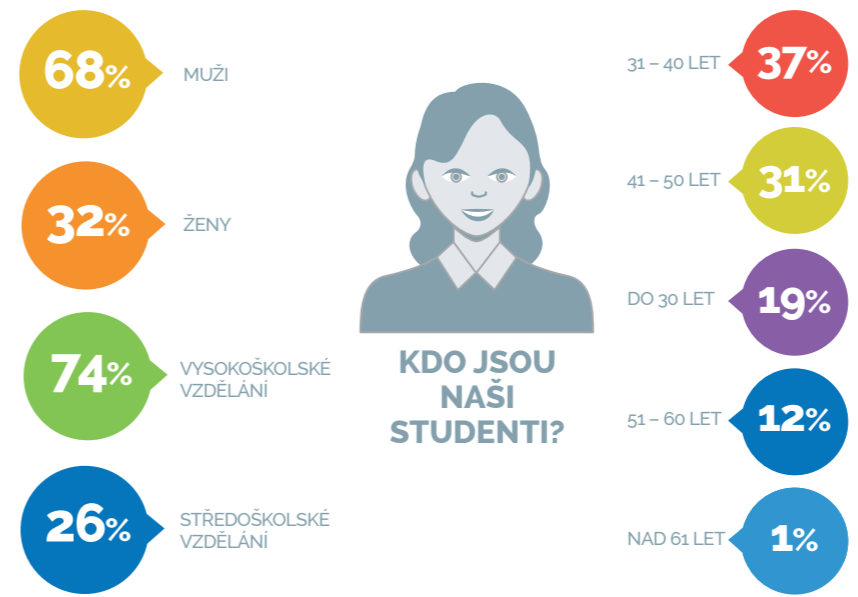 68%
MUŽI
32%
ŽENY
74%
VYSOKOŠKOLSKÉ
VZDĚLÁNÍ
26%
STŘEDOŠKOLSKÉ
VZDĚLÁNÍ
KDO JSOU
NAŠI
STUDENTI?
31 – 40 LET
37%
41 – 50 LET
31%
DO 30 LET
19%
51 – 60 LET
12%
NAD 61 LET
1%